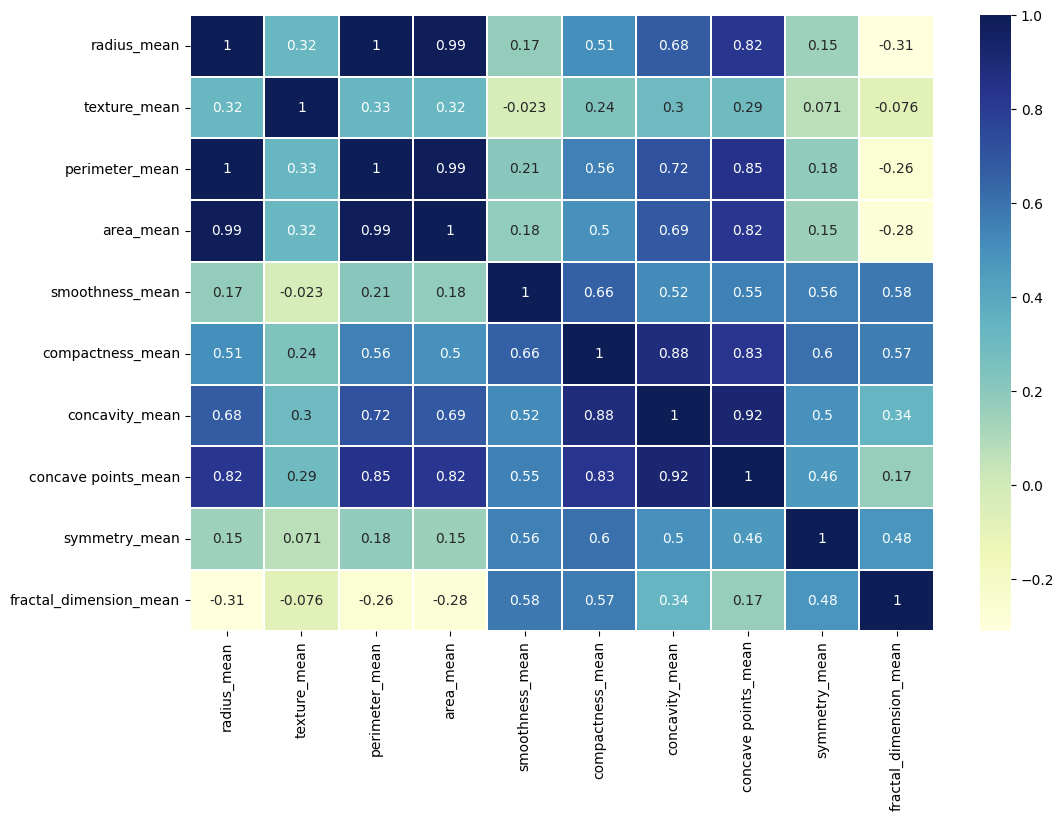 radius_mean 1 0.32 1 0.99 0.17 0.51 0.68 0.82 0.15 -0.31
texture_mean 0.32 1 0.33 0.32 -0.023 0.24 0.3 0.29 0.071 -0.076
perimeter_mean 1 0.33 1 0.99 0.21 0.56 0.72 0.85 0.18 -0.26
area_mean 0.99 0.32 0.99 1 0.18 0.5 0.69 0.82 0.15 -0.28
smoothness_mean 0.17 -0.023 0.21 0.18 1 0.66 0.52 0.55 0.56 0.58
compactness_mean 0.51 0.24 0.56 0.5 0.66 1 0.88 0.83 0.6 0.57
concavity_mean 0.68 0.3 0.72 0.69 0.52 0.88 1 0.92 0.5 0.34
concave points_mean 0.82 0.29 0.85 0.82 0.55 0.83 0.92 1 0.46 0.17
symmetry_mean 0.15 0.071 0.18 0.15 0.56 0.6 0.5 0.46 1 0.48
fractal_dimension_mean -0.31 -0.076 -0.26 -0.28 0.58 0.57 0.34 0.17 0.48 1
radius_mean
texture_mean
perimeter_mean
area_mean
smoothness_mean
compactness_mean
concavity_mean
concave points_mean
symmetry_mean
fractal_dimension_mean
1.0
0.8
0.6
0.4
0.2
0.0
−0.2